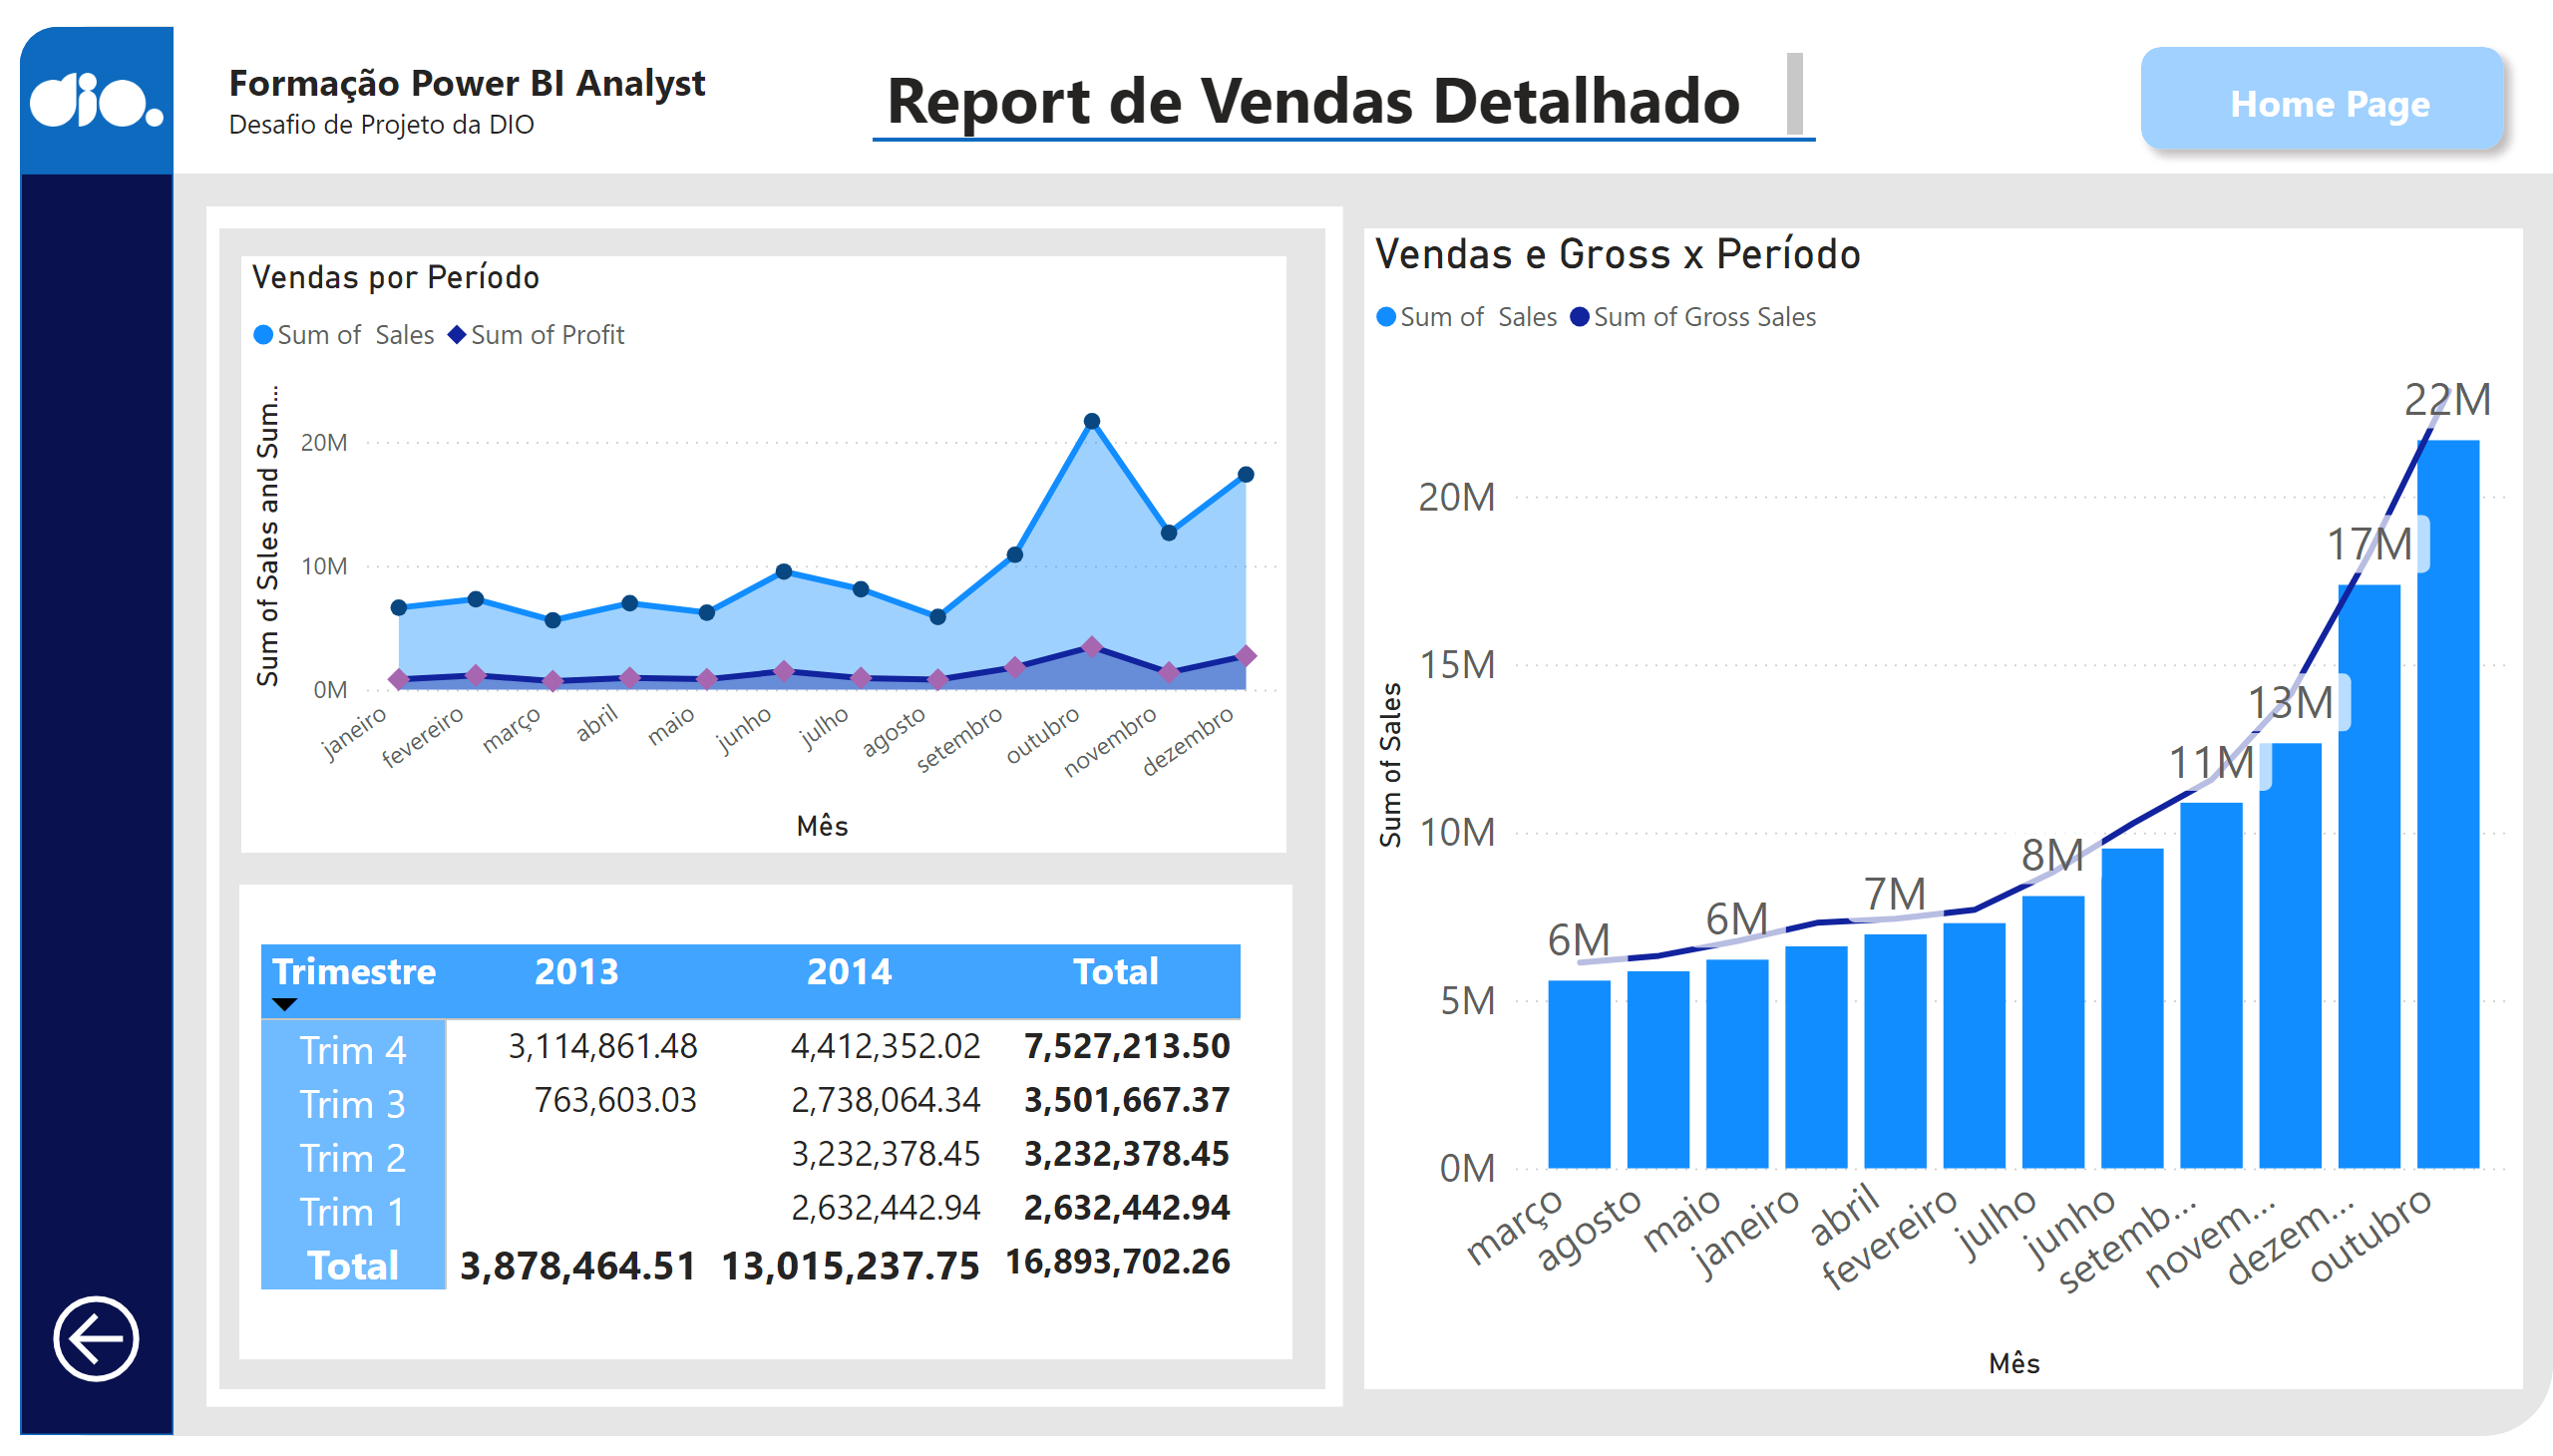 dio.
Formação Power BI Analyst
Desafio de Projeto da DIO
Report de Vendas Detalhado
Home Page
Vendas por Período
Sum of Sales Sum of Profit
Sum of Sales and Sum...
20M
10M
0M
janeiro
fevereiro
março
abril
maio
junho
julho
agosto
setembro
outubro
novembro
dezembro
Mês
Trimestre 2013 2014 Total
Trim 4 3,114,861.48 4,412,352.02 7,527,213.50
Trim 3 763,603.03 2,738,064.34 3,501,667.37
Trim 2 3,232,378.45 3,232,378.45
Trim 1 2,632,442.94 2,632,442.94
Total 3,878,464.51 13,015,237.75 16,893,702.26
Vendas e Gross x Período
Sum of Sales Sum of Gross Sales
Sum of Sales
20M
15M
10M
5M
0M
6M
6M
7M
8M
11M
13M
17M
22M
março
agosto
maio
janeiro
abril
fevereiro
julho
junho
setemb...
novem...
dezem...
outubro
Mês